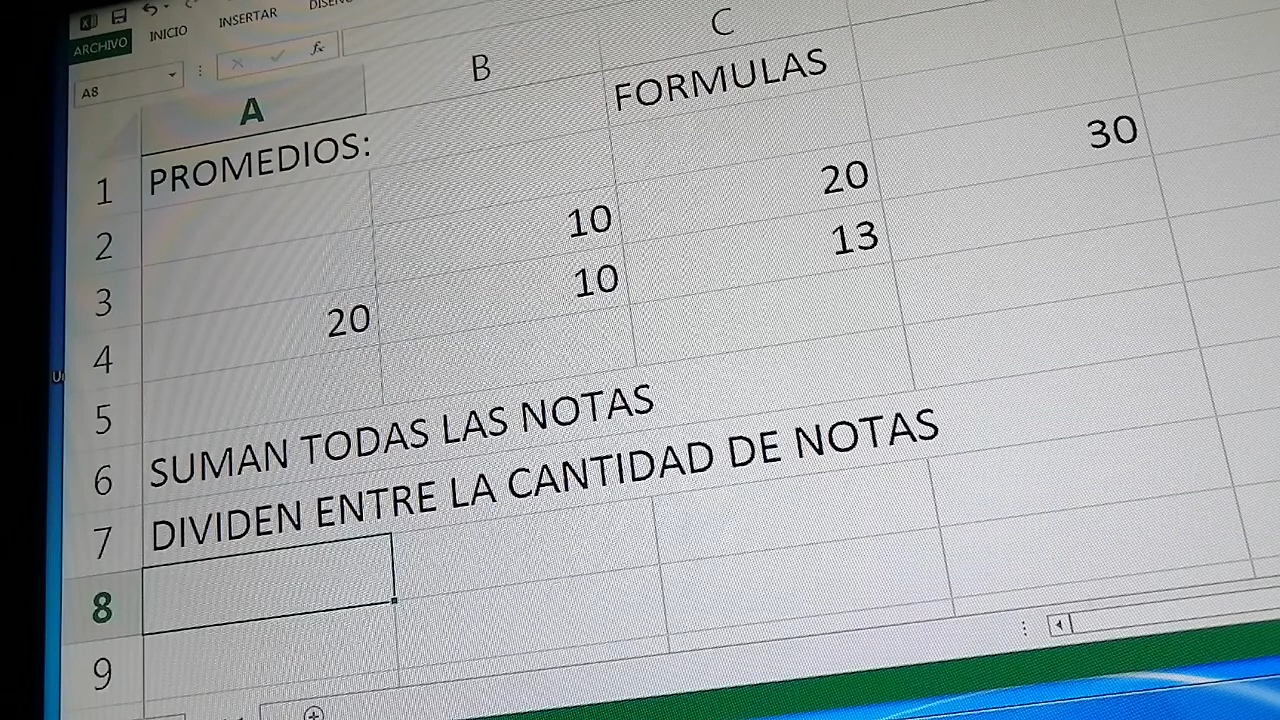 ARCHIVO INICIO INSERTAR
A8 fx
A B C
1 PROMEDIOS: FORMULAS
2
3 10 20 30
4 20 10 13
5
6 SUMAN TODAS LAS NOTAS
7 DIVIDEN ENTRE LA CANTIDAD DE NOTAS
8
9